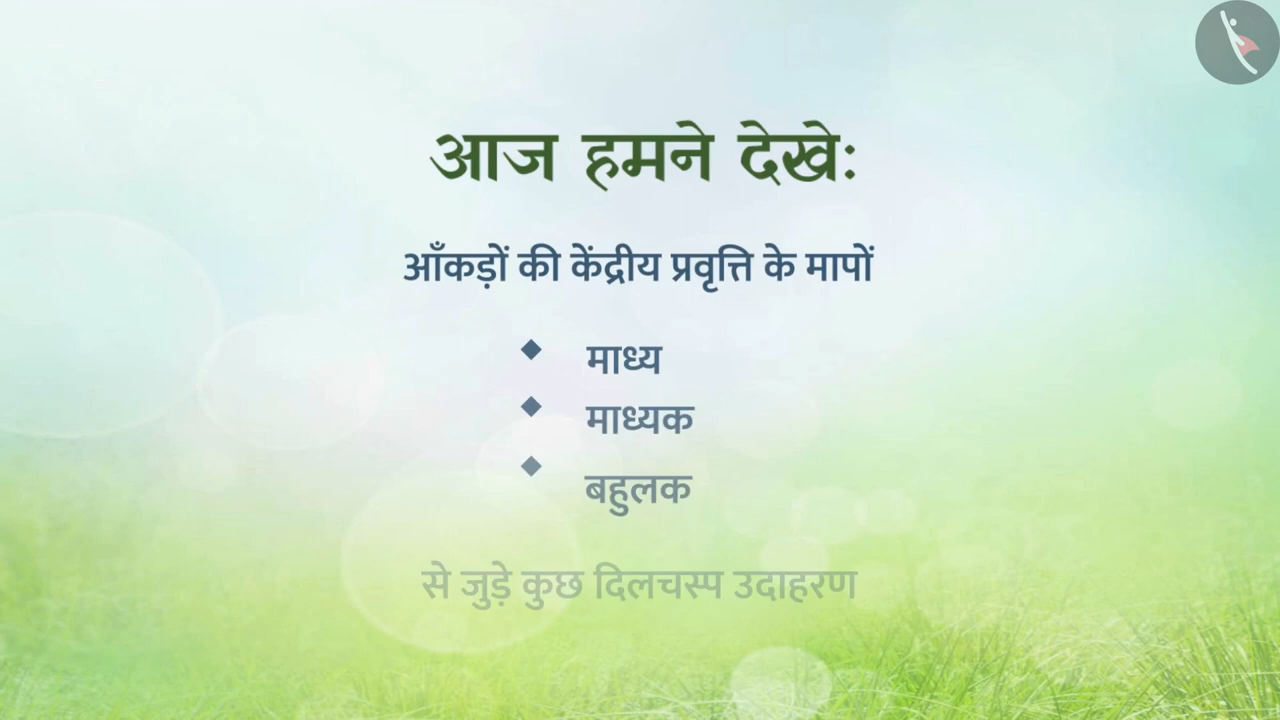 आज हमने देखे:
आँकड़ों की केंद्रीय प्रवृत्ति के मापों
◆ माध्य
◆ माध्यक
◆ बहुलक
से जुड़े कुछ दिलचस्प उदाहरण